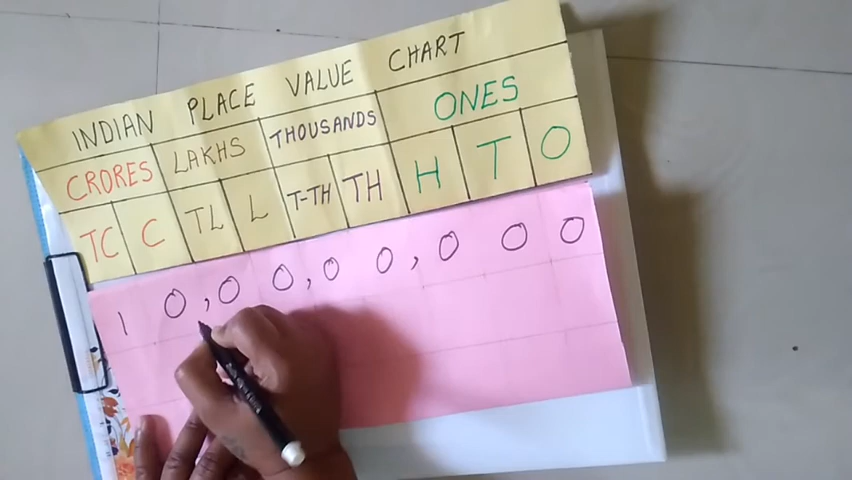 INDIAN PLACE VALUE CHART
CRORES LAKHS THOUSANDS ONES
TC C TL L T-TH TH H T O
1 0,0 0,0 0,0 0 0